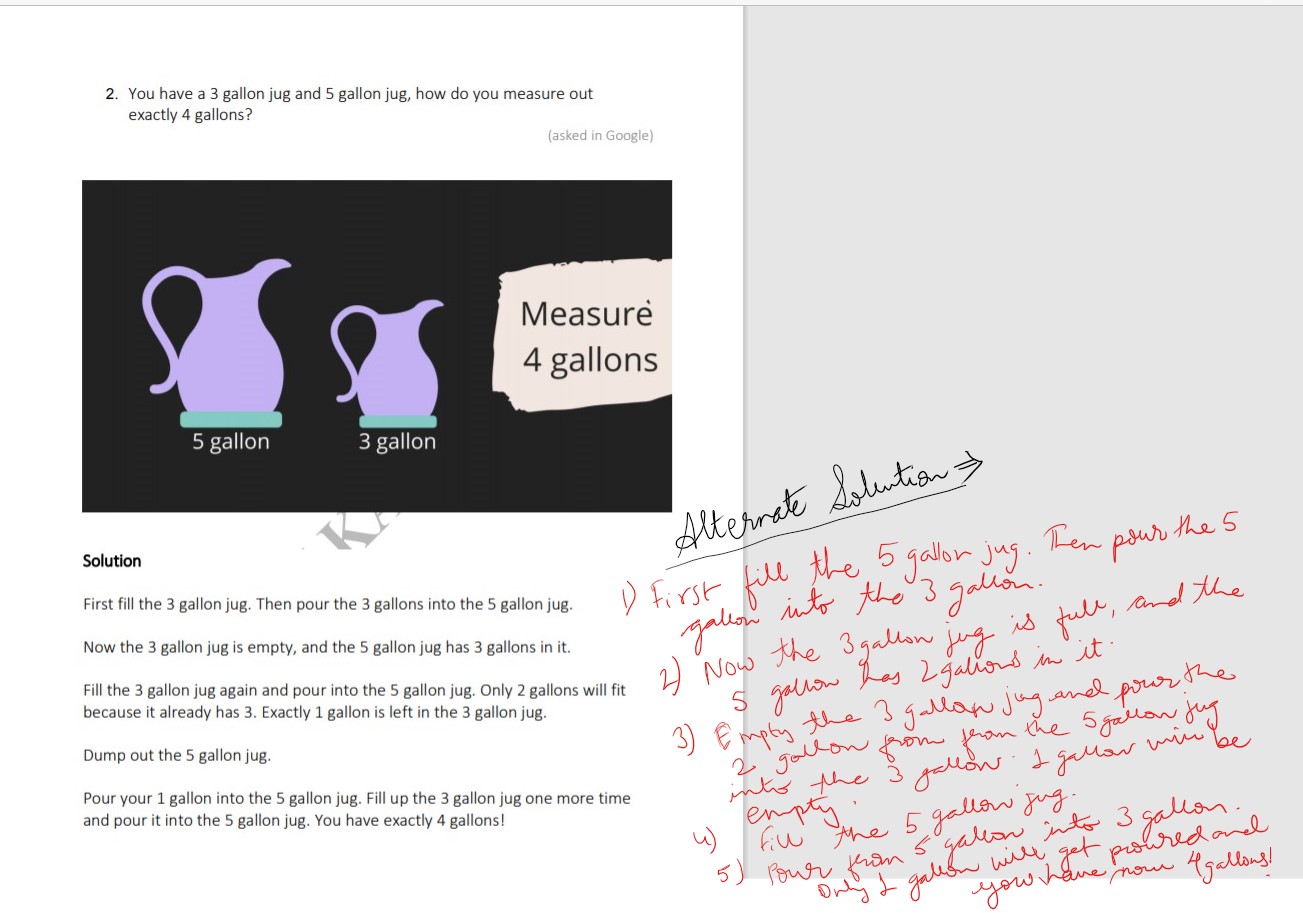 2. You have a 3 gallon jug and 5 gallon jug, how do you measure out
exactly 4 gallons?
(asked in Google)
Measure
4 gallons
5 gallon
3 gallon
KA
Solution
First fill the 3 gallon jug. Then pour the 3 gallons into the 5 gallon jug.
Now the 3 gallon jug is empty, and the 5 gallon jug has 3 gallons in it.
Fill the 3 gallon jug again and pour into the 5 gallon jug. Only 2 gallons will fit
because it already has 3. Exactly 1 gallon is left in the 3 gallon jug.
Dump out the 5 gallon jug.
Pour your 1 gallon into the 5 gallon jug. Fill up the 3 gallon jug one more time
and pour it into the 5 gallon jug. You have exactly 4 gallons!
Alternate Solution ⇒
1) First fill the 5 gallon jug. Then pour the 5
gallon into the 3 gallon.
2) Now the 3 gallon jug is full, and the
5 gallon has 2 gallons in it.
3) Empty the 3 gallon jug and pour the
2 gallon from from the 5 gallon jug
into the 3 gallon. 1 gallon will be
empty.
4) Fill the 5 gallon jug.
5) Pour from 5 gallon into 3 gallon.
Only 1 gallon will get poured and
you have now 4 gallons!